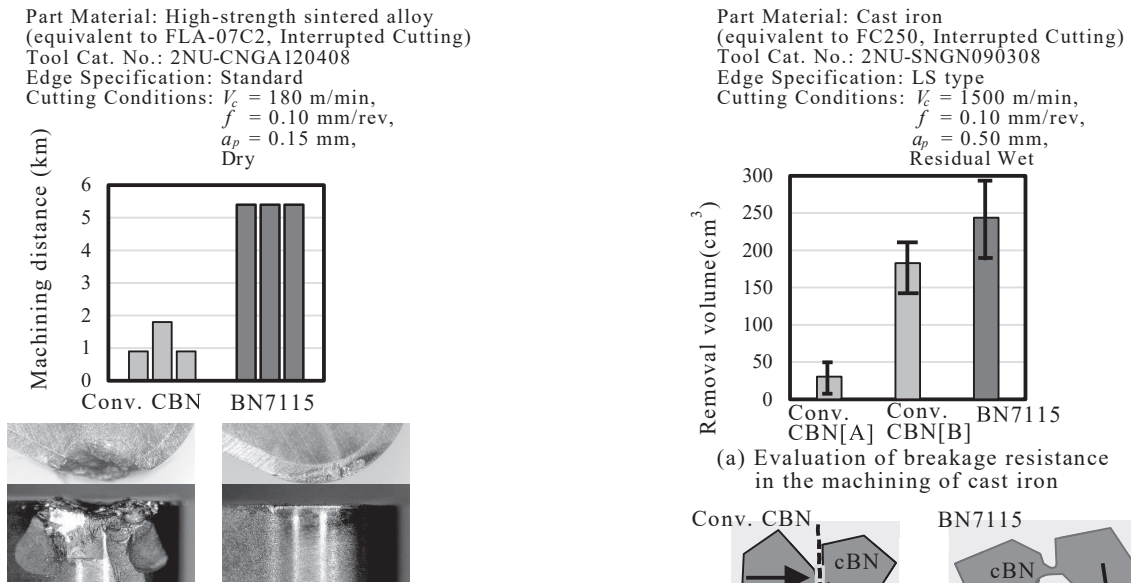 Part Material: High-strength sintered alloy
(equivalent to FLA-07C2, Interrupted Cutting)
Tool Cat. No.: 2NU-CNGA120408
Edge Specification: Standard
Cutting Conditions: Vc = 180 m/min,
f = 0.10 mm/rev,
ap = 0.15 mm,
Dry
Machining distance (km)
6
5
4
3
2
1
0
Conv. CBN
BN7115
Part Material: Cast iron
(equivalent to FC250, Interrupted Cutting)
Tool Cat. No.: 2NU-SNGN090308
Edge Specification: LS type
Cutting Conditions: Vc = 1500 m/min,
f = 0.10 mm/rev,
ap = 0.50 mm,
Residual Wet
Removal volume(cm³)
300
250
200
150
100
50
0
Conv.
CBN[A]
Conv.
CBN[B]
BN7115
(a) Evaluation of breakage resistance
in the machining of cast iron
Conv. CBN
BN7115
cBN
cBN